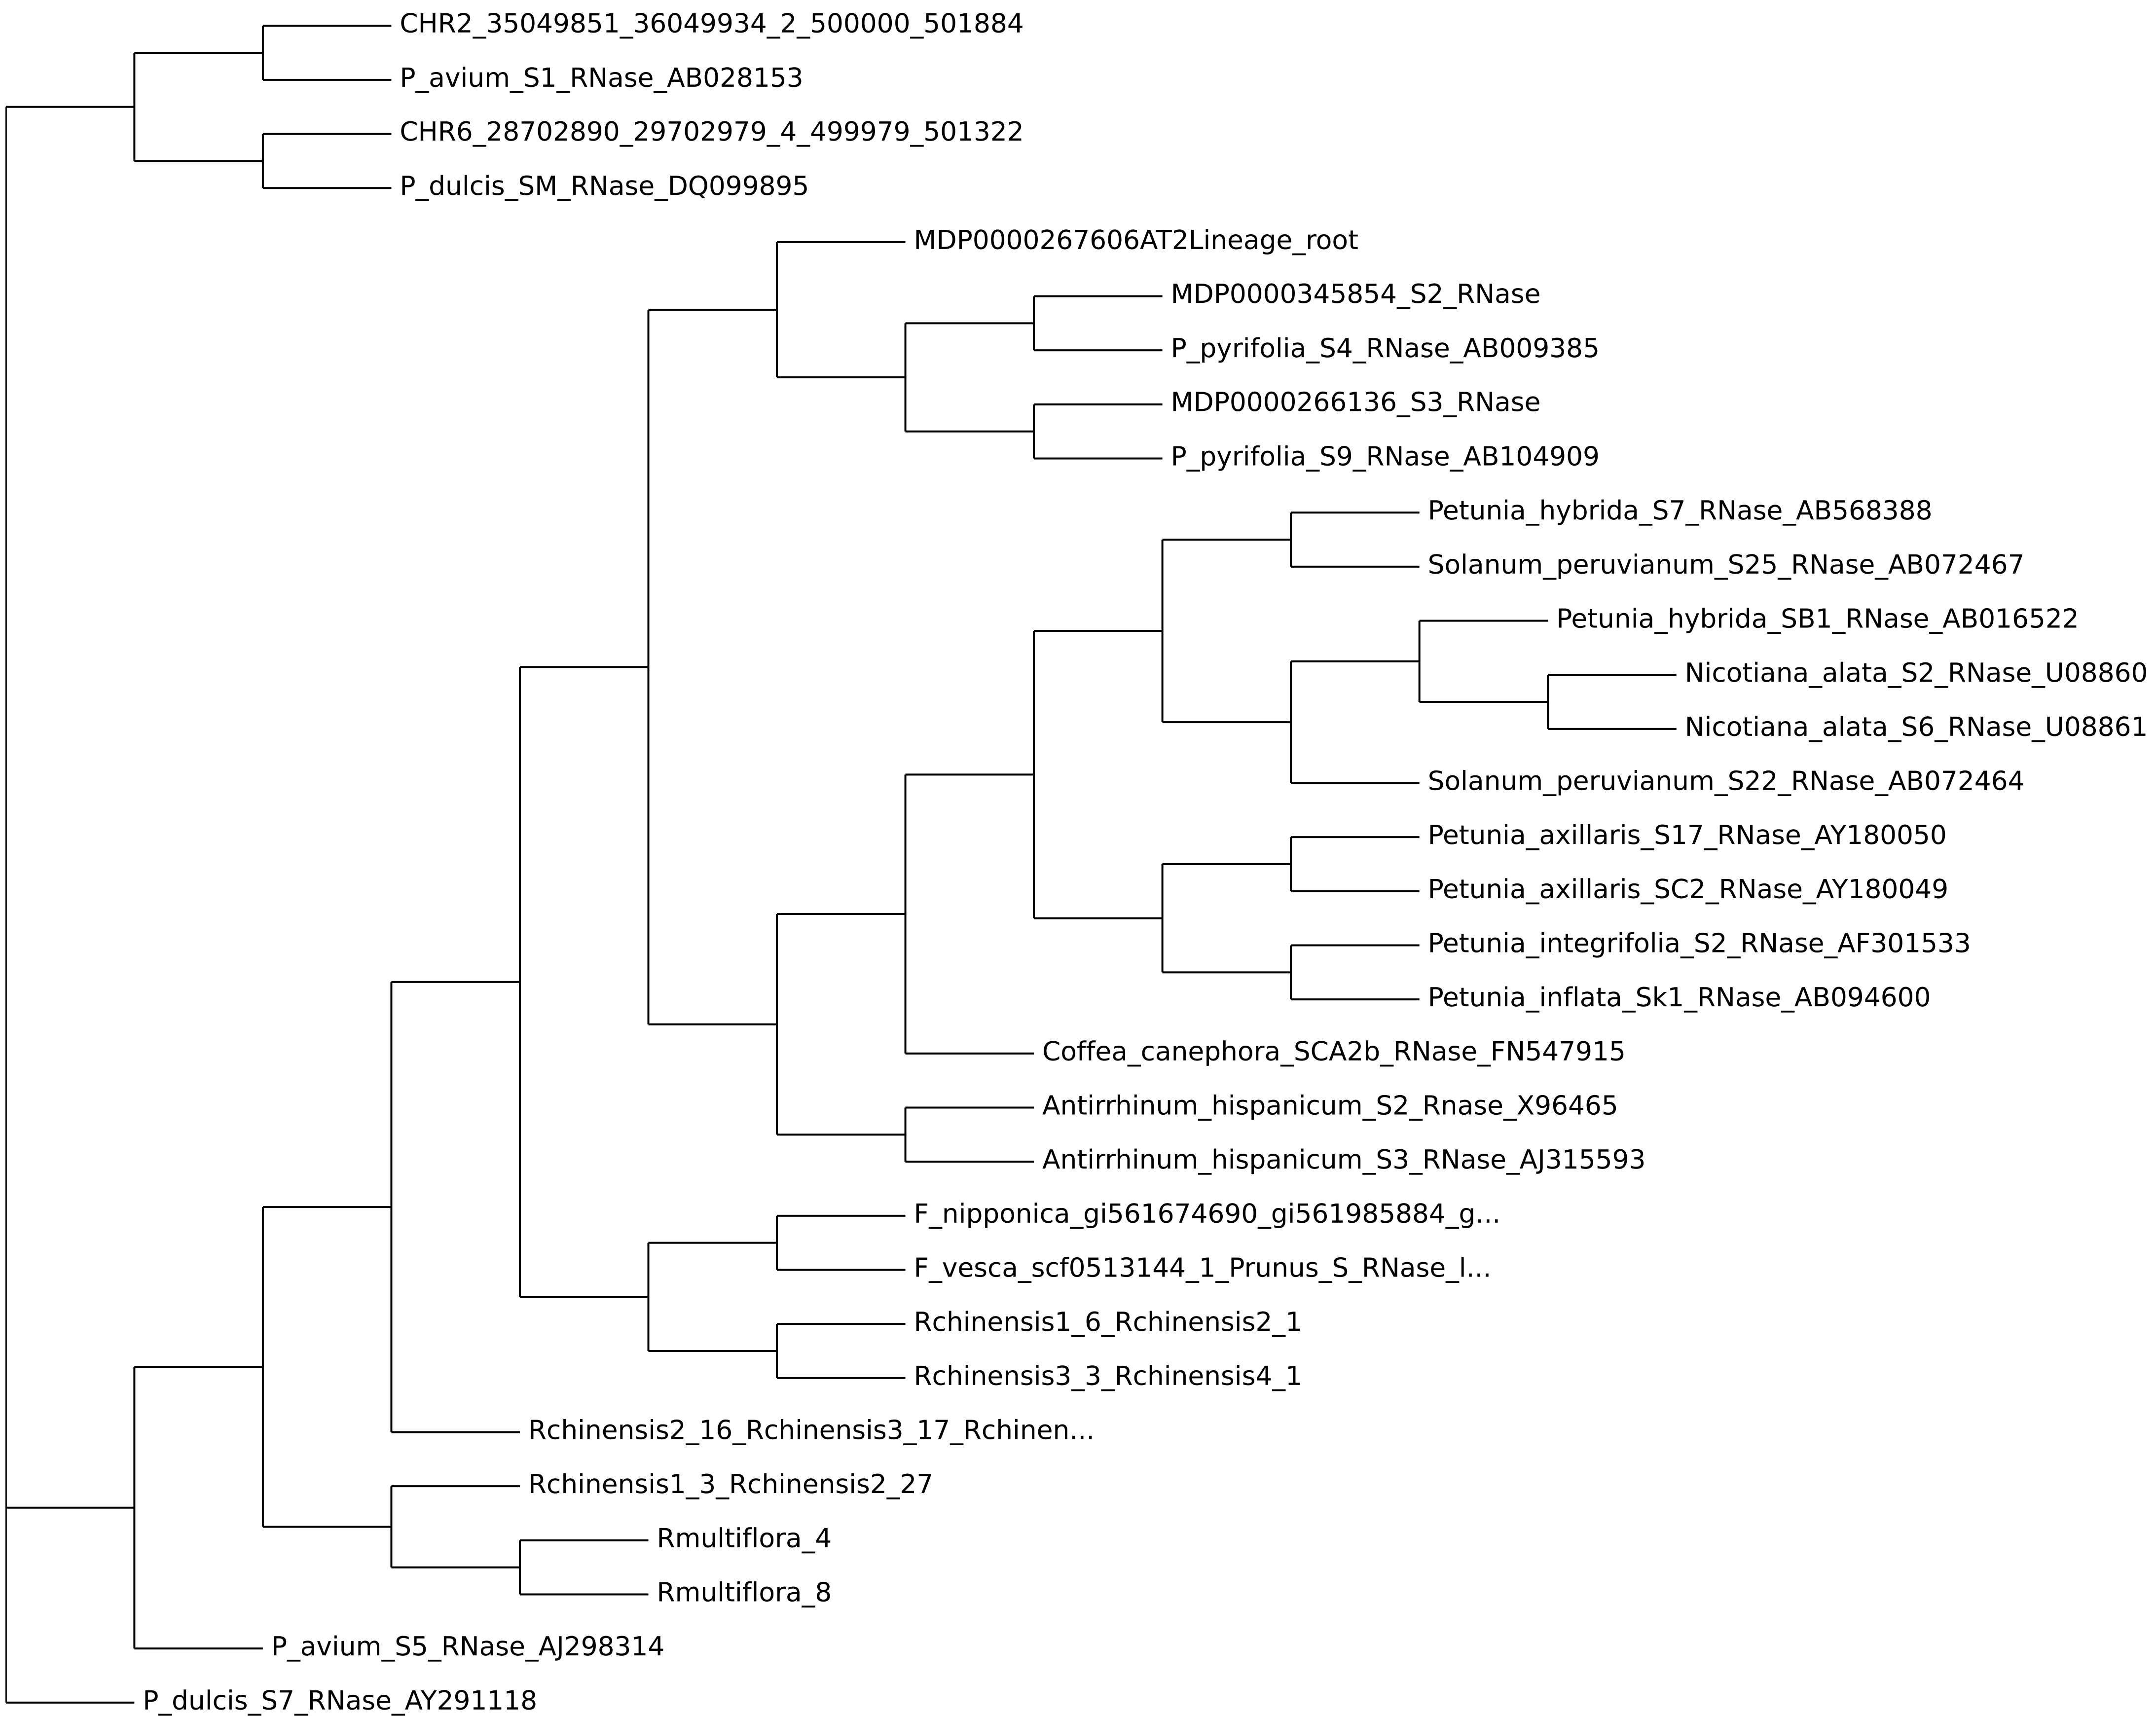 CHR2_35049851_36049934_2_500000_501884
P_avium_S1_RNase_AB028153
CHR6_28702890_29702979_4_499979_501322
P_dulcis_SM_RNase_DQ099895
MDP0000267606AT2Lineage_root
MDP0000345854_S2_RNase
P_pyrifolia_S4_RNase_AB009385
MDP0000266136_S3_RNase
P_pyrifolia_S9_RNase_AB104909
Petunia_hybrida_S7_RNase_AB568388
Solanum_peruvianum_S25_RNase_AB072467
Petunia_hybrida_SB1_RNase_AB016522
Nicotiana_alata_S2_RNase_U08860
Nicotiana_alata_S6_RNase_U08861
Solanum_peruvianum_S22_RNase_AB072464
Petunia_axillaris_S17_RNase_AY180050
Petunia_axillaris_SC2_RNase_AY180049
Petunia_integrifolia_S2_RNase_AF301533
Petunia_inflata_Sk1_RNase_AB094600
Coffea_canephora_SCA2b_RNase_FN547915
Antirrhinum_hispanicum_S2_Rnase_X96465
Antirrhinum_hispanicum_S3_RNase_AJ315593
F_nipponica_gi561674690_gi561985884_g...
F_vesca_scf0513144_1_Prunus_S_RNase_l...
Rchinensis1_6_Rchinensis2_1
Rchinensis3_3_Rchinensis4_1
Rchinensis2_16_Rchinensis3_17_Rchinen...
Rchinensis1_3_Rchinensis2_27
Rmultiflora_4
Rmultiflora_8
P_avium_S5_RNase_AJ298314
P_dulcis_S7_RNase_AY291118